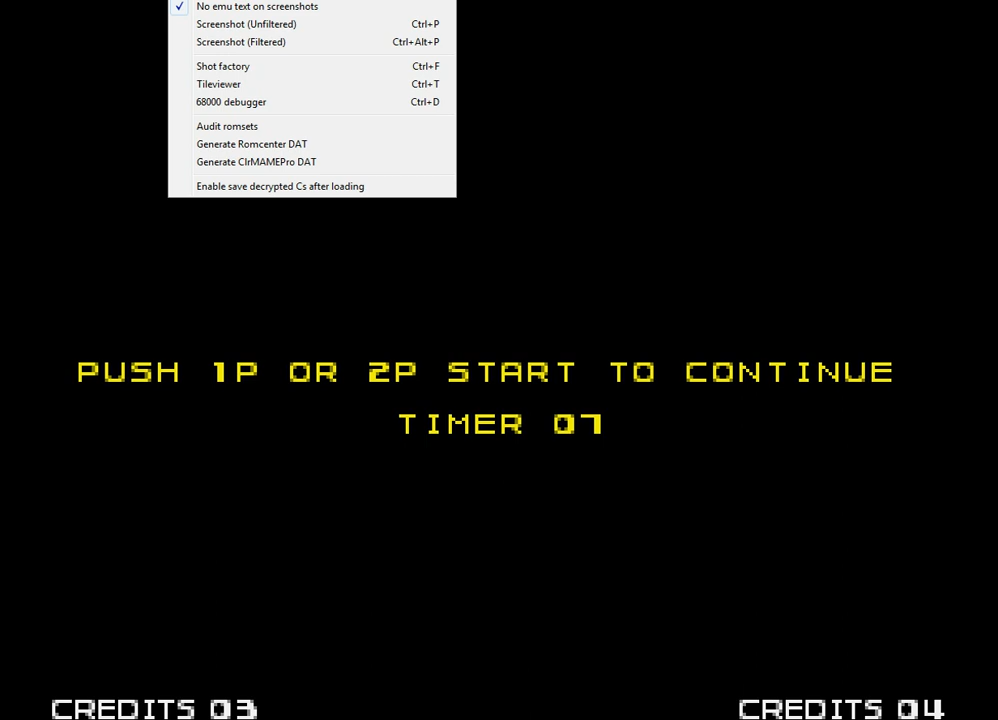 No emu text on screenshots
Screenshot (Unfiltered) Ctrl+P
Screenshot (Filtered) Ctrl+Alt+P
Shot factory Ctrl+F
Tileviewer Ctrl+T
68000 debugger Ctrl+D
Audit romsets
Generate Romcenter DAT
Generate ClrMAMEPro DAT
Enable save decrypted Cs after loading
PUSH 1P OR 2P START TO CONTINUE
TIMER 07
CREDITS 03 CREDITS 04